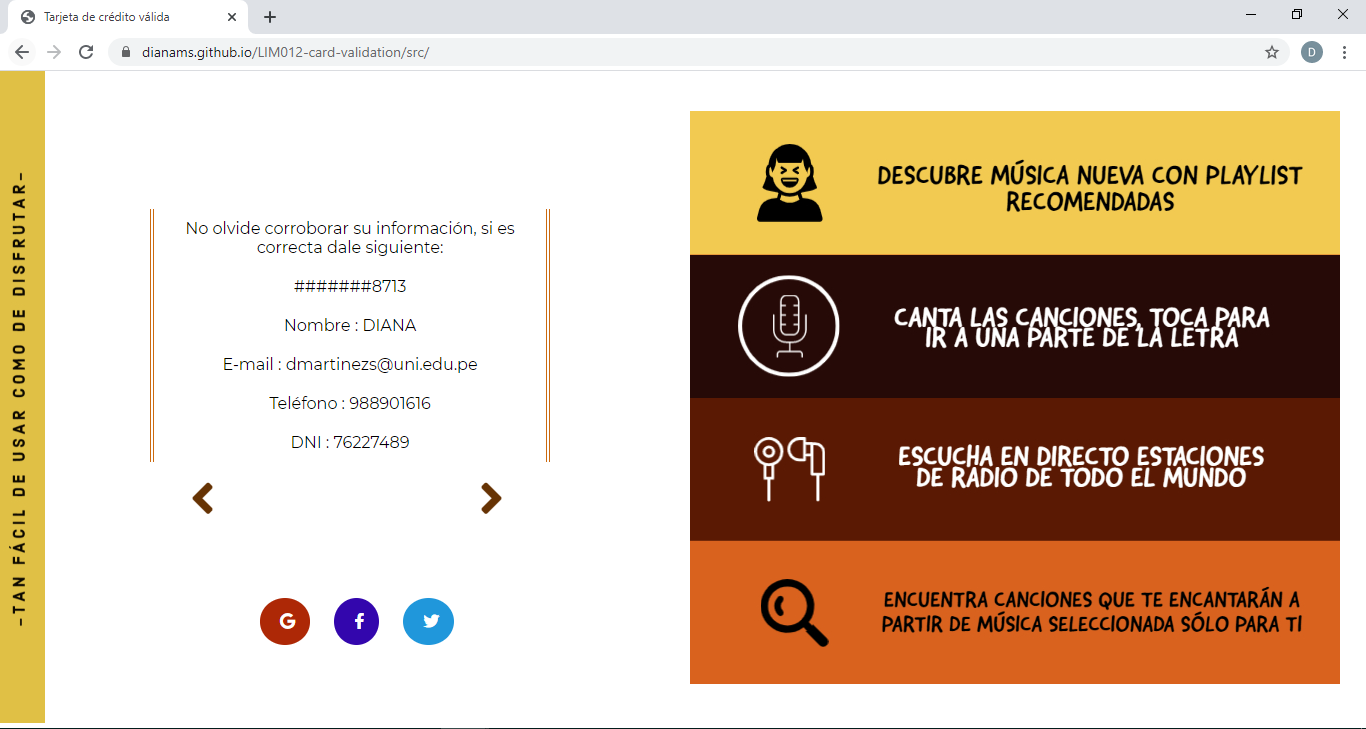 Tarjeta de crédito válida
dianams.github.io/LIM012-card-validation/src/
D
-TAN FÁCIL DE USAR COMO DE DISFRUTAR-
No olvide corroborar su información, si es
correcta dale siguiente:
#######8713
Nombre : DIANA
E-mail : dmartinezs@uni.edu.pe
Teléfono : 988901616
DNI : 76227489
G
f
DESCUBRE MÚSICA NUEVA CON PLAYLIST
RECOMENDADAS
CANTA LAS CANCIONES, TOCA PARA
IR A UNA PARTE DE LA LETRA
ESCUCHA EN DIRECTO ESTACIONES
DE RADIO DE TODO EL MUNDO
ENCUENTRA CANCIONES QUE TE ENCANTARÁN A
PARTIR DE MÚSICA SELECCIONADA SÓLO PARA TI